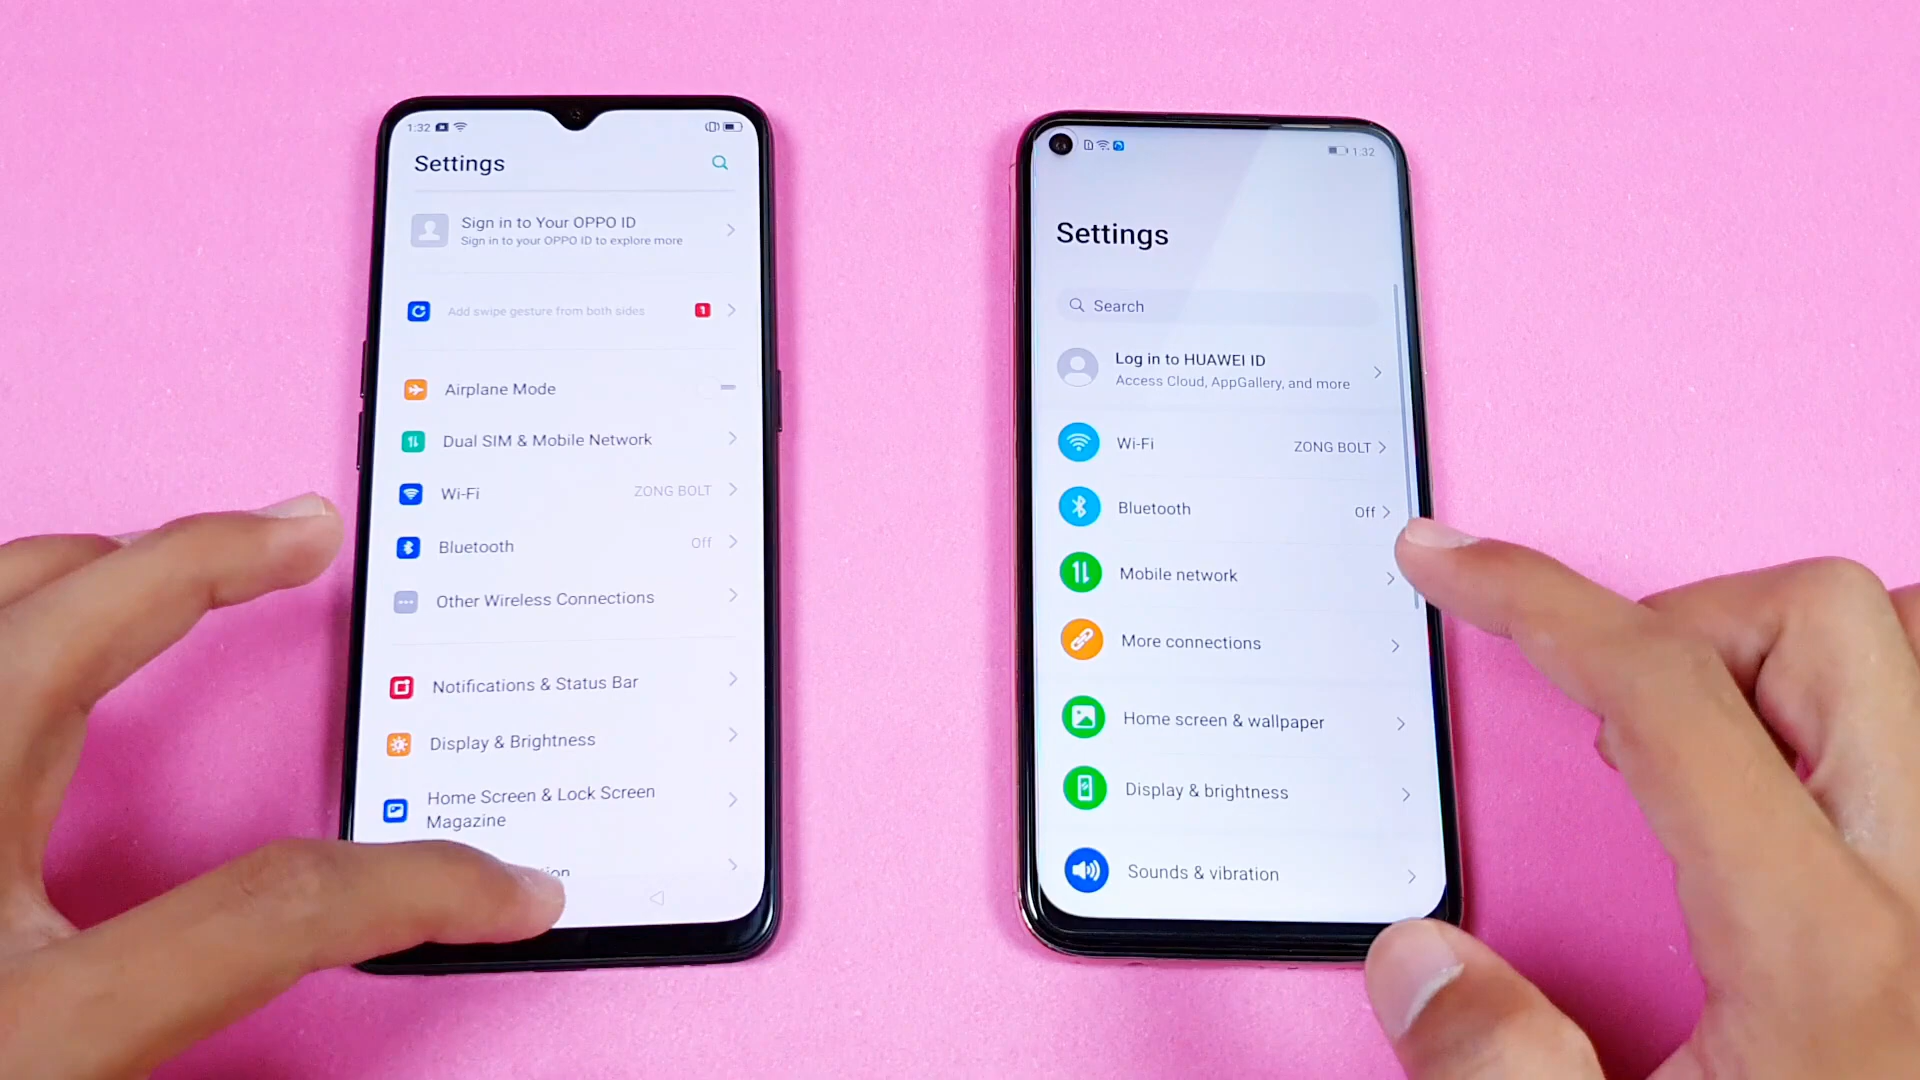 1:32
Settings
Sign in to Your OPPO ID
Sign in to your OPPO ID to explore more
Add swipe gesture from both sides
1
Airplane Mode
Dual SIM & Mobile Network
Wi-Fi ZONG BOLT
Bluetooth Off
Other Wireless Connections
Notifications & Status Bar
Display & Brightness
Home Screen & Lock Screen
Magazine
1:32
Settings
Search
Log in to HUAWEI ID
Access Cloud, AppGallery, and more
Wi-Fi ZONG BOLT
Bluetooth Off
Mobile network
More connections
Home screen & wallpaper
Display & brightness
Sounds & vibration